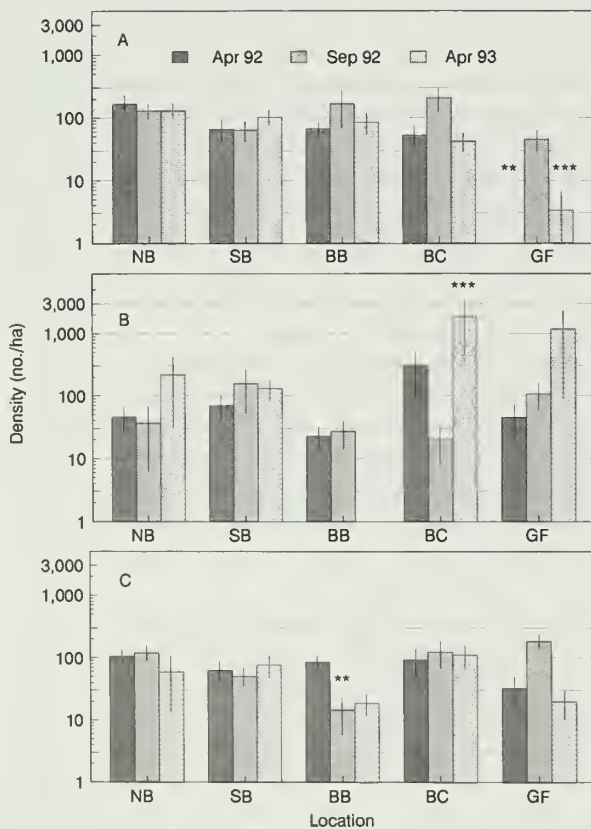 3,000
A
Apr 92 Sep 92 Apr 93
1,000
100
10
** ***
1
NB SB BB BC GF
Density (no./ha)
3,000
B
***
1,000
100
10
1
NB SB BB BC GF
3,000
C
1,000
100
**
10
1
NB SB BB BC GF
Location